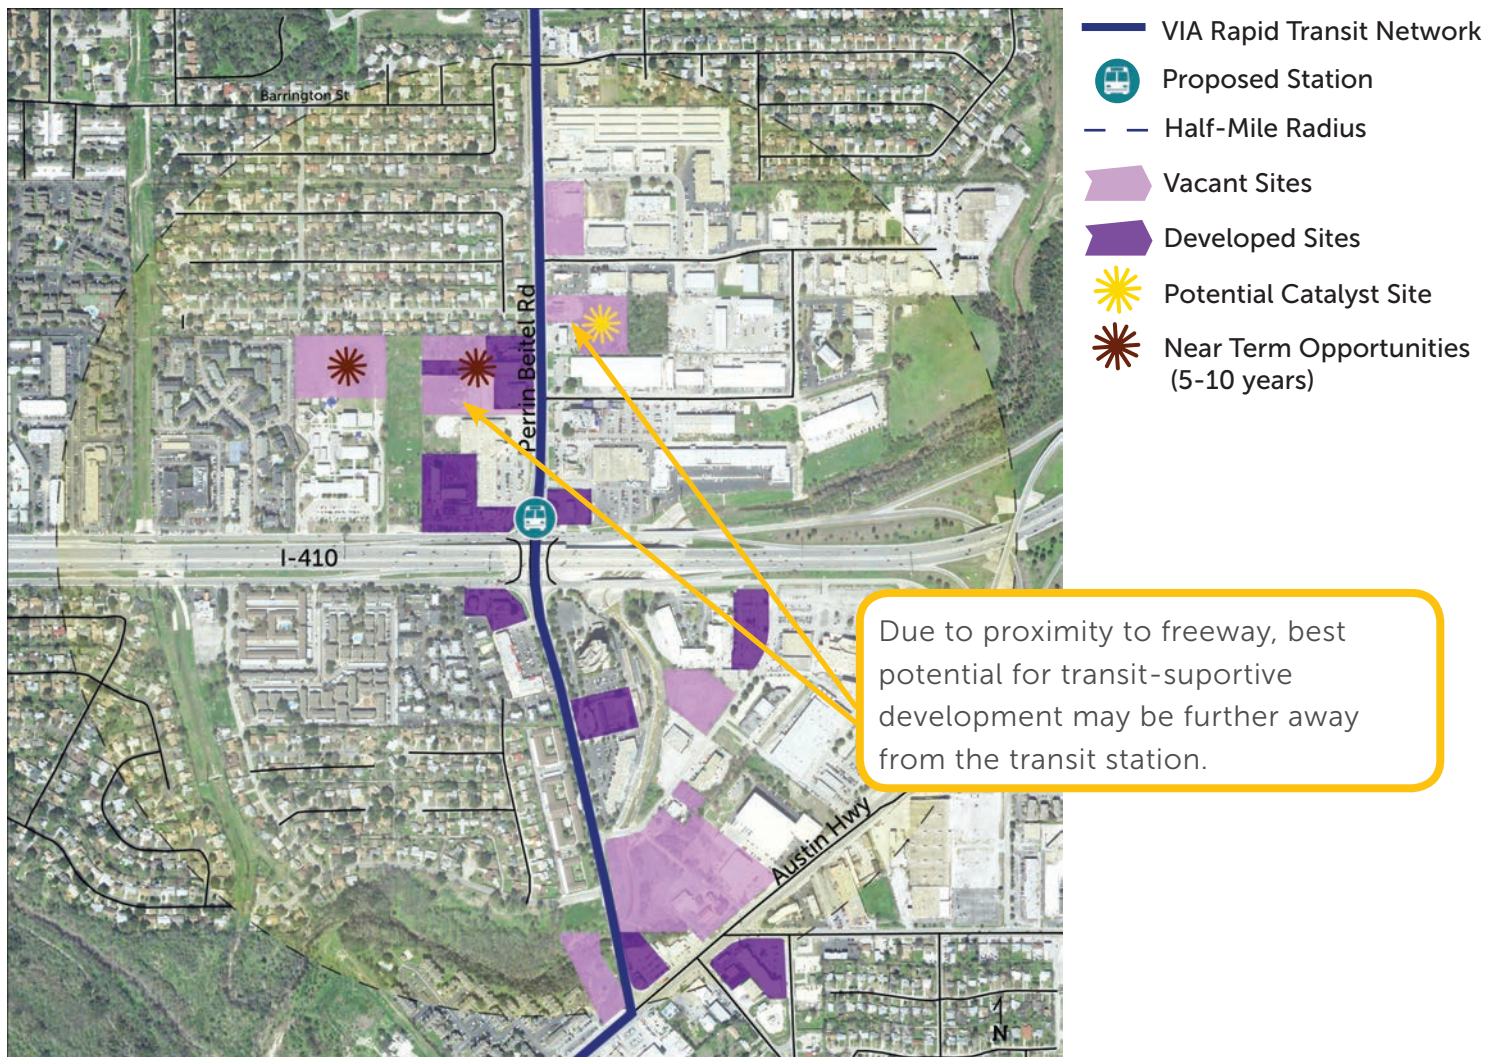 VIA Rapid Transit Network
Proposed Station
Half-Mile Radius
Vacant Sites
Developed Sites
Potential Catalyst Site
Near Term Opportunities
(5-10 years)
Barrington St
Perrin Beitel Rd
I-410
Due to proximity to freeway, best
potential for transit-suportive
development may be further away
from the transit station.
Austin Hwy
N